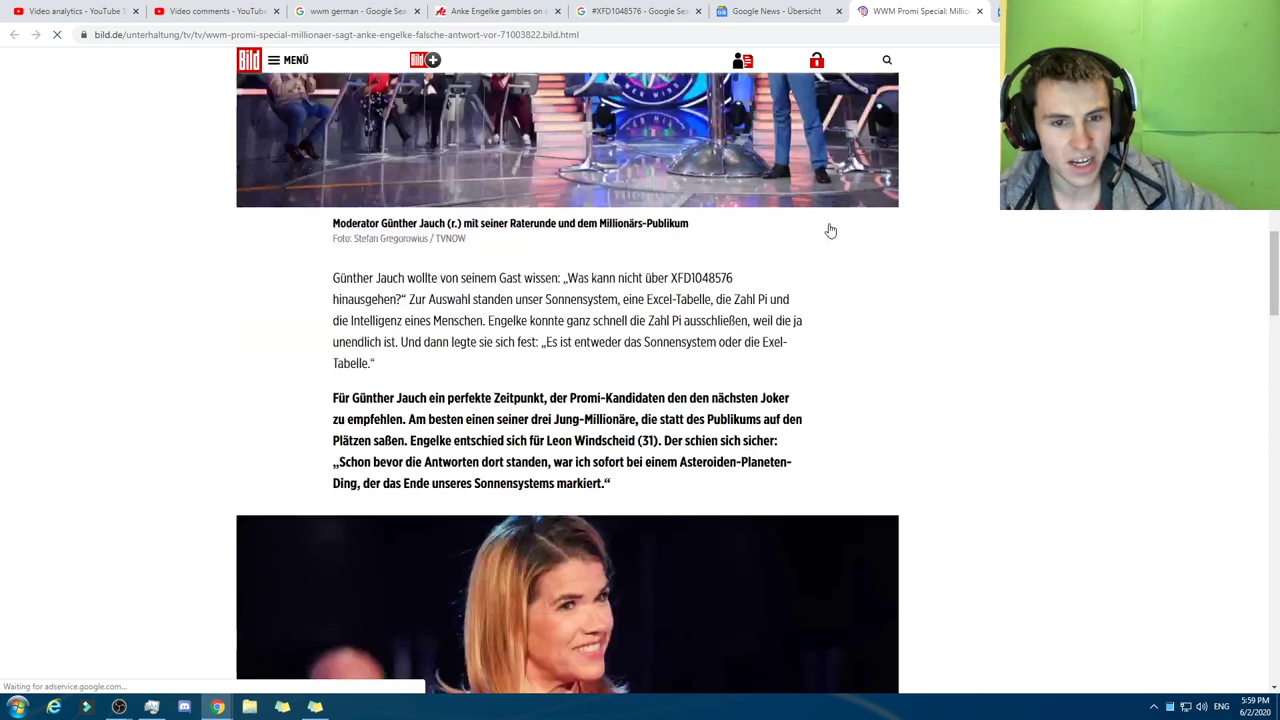 Video analytics - YouTube S
Video comments - YouTube
wwm german - Google Sea
Anke Engelke gambles on c
#XFD1048576 - Google Sea
Google News - Übersicht
WWM Promi Special: Million
bild.de/unterhaltung/tv/tv/wwm-promi-special-millionaer-sagt-anke-engelke-falsche-antwort-vor-71003822.bild.html
Bild MENÜ Bild+
Moderator Günther Jauch (r.) mit seiner Raterunde und dem Millionärs-Publikum
Foto: Stefan Gregorowius / TVNOW
Günther Jauch wollte von seinem Gast wissen: „Was kann nicht über XFD1048576
hinausgehen?“ Zur Auswahl standen unser Sonnensystem, eine Excel-Tabelle, die Zahl Pi und
die Intelligenz eines Menschen. Engelke konnte ganz schnell die Zahl Pi ausschließen, weil die ja
unendlich ist. Und dann legte sie sich fest: „Es ist entweder das Sonnensystem oder die Exel-
Tabelle.“
Für Günther Jauch ein perfekte Zeitpunkt, der Promi-Kandidaten den den nächsten Joker
zu empfehlen. Am besten einen seiner drei Jung-Millionäre, die statt des Publikums auf den
Plätzen saßen. Engelke entschied sich für Leon Windscheid (31). Der schien sich sicher:
„Schon bevor die Antworten dort standen, war ich sofort bei einem Asteroiden-Planeten-
Ding, der das Ende unseres Sonnensystems markiert.“
Waiting for adservice.google.com...
ENG
5:59 PM
6/2/2020